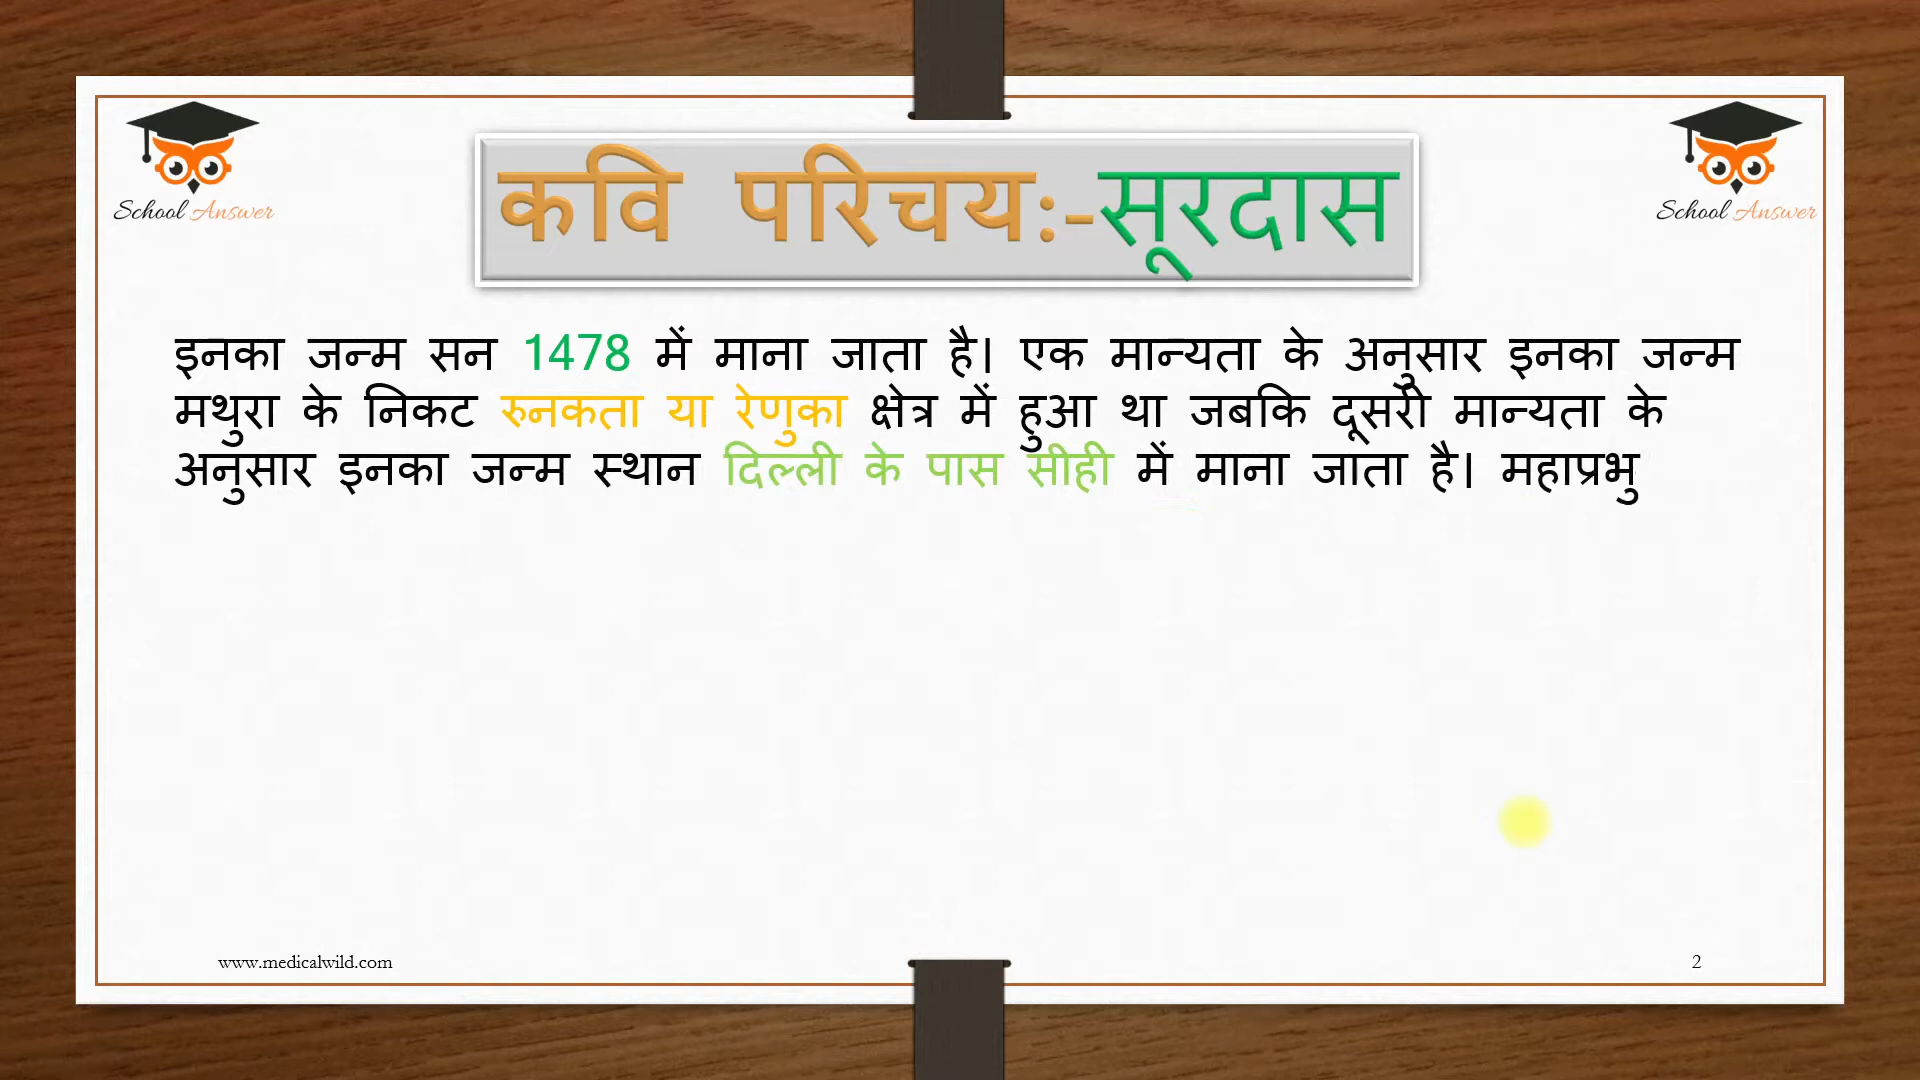 School Answer
School Answer
कवि परिचय:-सूरदास
इनका जन्म सन 1478 में माना जाता है। एक मान्यता के अनुसार इनका जन्म
मथुरा के निकट रुनकता या रेणुका क्षेत्र में हुआ था जबकि दूसरी मान्यता के
अनुसार इनका जन्म स्थान दिल्ली के पास सीही में माना जाता है। महाप्रभु
www.medicalwild.com
2